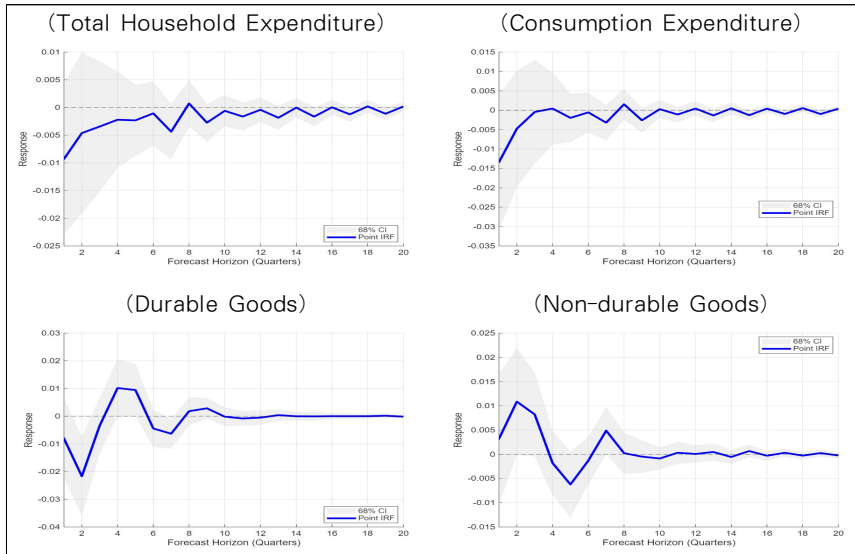 (Total Household Expenditure)
0.01
0.005
0
-0.005
-0.01
-0.015
-0.02
-0.025
Response
68% CI
Point IRF
2 4 6 8 10 12 14 16 18 20
Forecast Horizon (Quarters)
(Consumption Expenditure)
0.015
0.01
0.005
0
-0.005
-0.01
-0.015
-0.02
-0.025
-0.03
-0.035
Response
68% CI
Point IRF
2 4 6 8 10 12 14 16 18 20
Forecast Horizon (Quarters)
(Durable Goods)
0.03
0.02
0.01
0
-0.01
-0.02
-0.03
-0.04
Response
68% CI
Point IRF
2 4 6 8 10 12 14 16 18 20
Forecast Horizon (Quarters)
(Non-durable Goods)
0.025
0.02
0.015
0.01
0.005
0
-0.005
-0.01
-0.015
Response
68% CI
Point IRF
2 4 6 8 10 12 14 16 18 20
Forecast Horizon (Quarters)